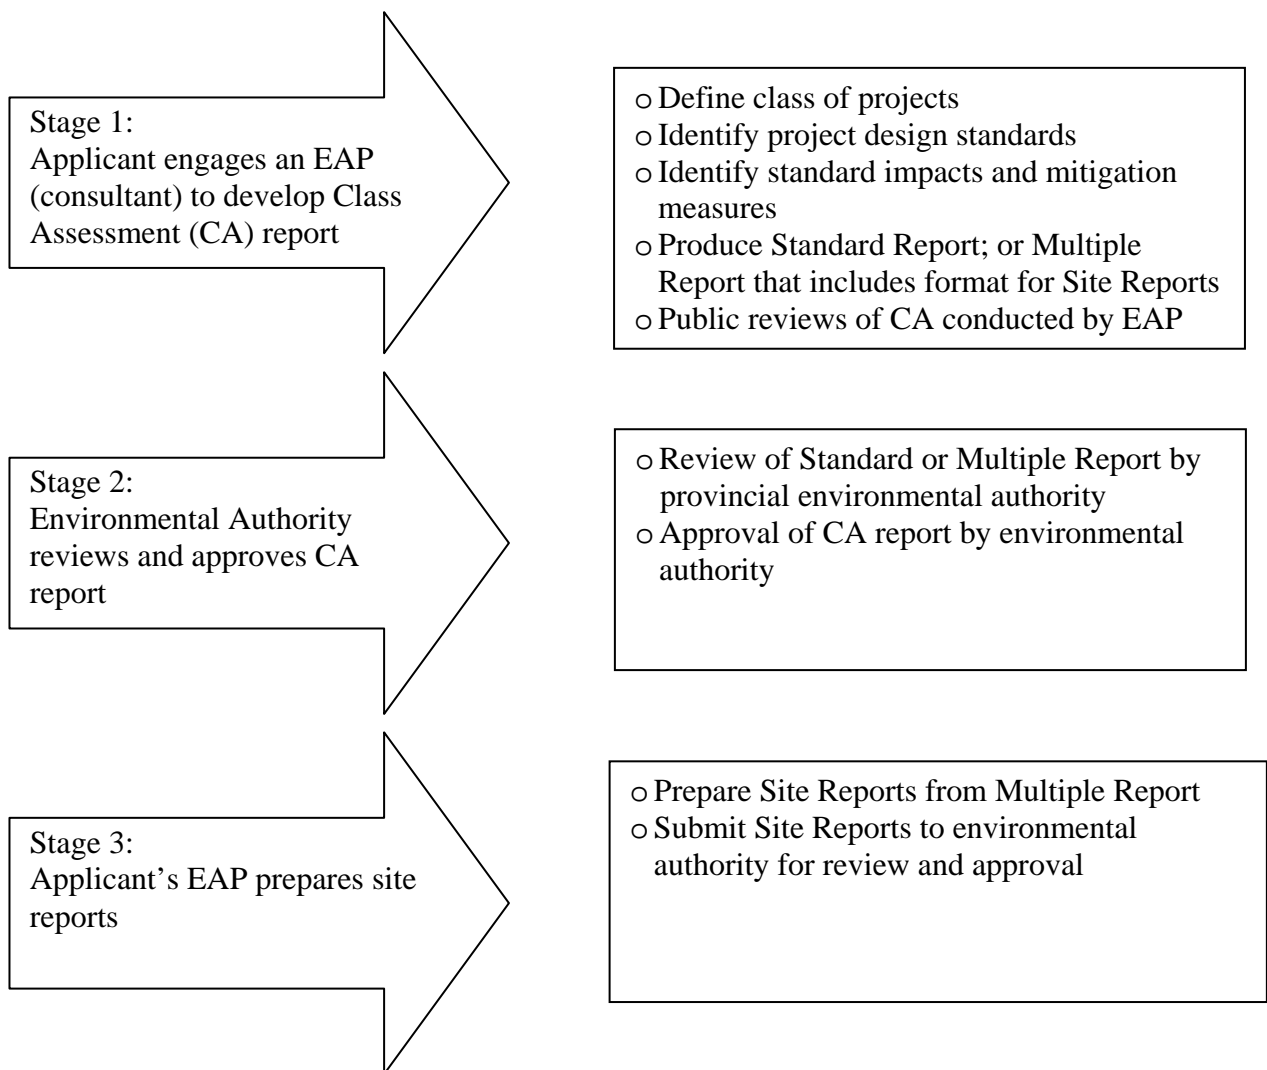 Stage 1:
Applicant engages an EAP
(consultant) to develop Class
Assessment (CA) report
o Define class of projects
o Identify project design standards
o Identify standard impacts and mitigation
measures
o Produce Standard Report; or Multiple
Report that includes format for Site Reports
o Public reviews of CA conducted by EAP
Stage 2:
Environmental Authority
reviews and approves CA
report
o Review of Standard or Multiple Report by
provincial environmental authority
o Approval of CA report by environmental
authority
Stage 3:
Applicant’s EAP prepares site
reports
o Prepare Site Reports from Multiple Report
o Submit Site Reports to environmental
authority for review and approval